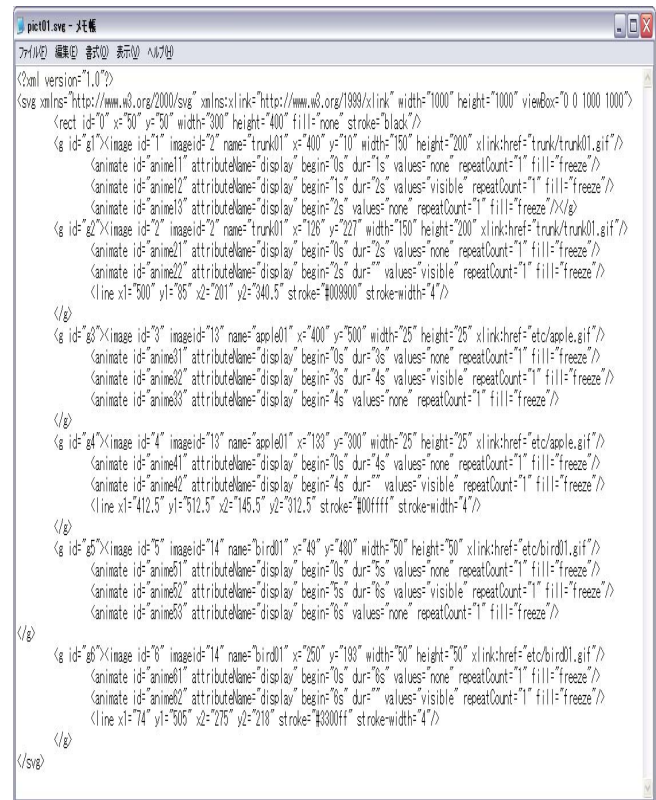 pict01.svg - メモ帳
ファイル(F) 編集(E) 書式(O) 表示(V) ヘルプ(H)
<?xml version="1.0"?>
<svg xmlns="http://www.w3.org/2000/svg" xmlns:xlink="http://www.w3.org/1999/xlink" width="1000" height="1000" viewBox="0 0 1000 1000">
<rect id="0" x="50" y="50" width="300" height="400" fill="none" stroke="black"/>
<g id="g1"><image id="1" imageid="2" name="trunk01" x="400" y="10" width="150" height="200" xlink:href="trunk/trunk01.gif"/>
<animate id="anime11" attributeName="display" begin="0s" dur="1s" values="none" repeatCount="1" fill="freeze"/>
<animate id="anime12" attributeName="display" begin="1s" dur="2s" values="visible" repeatCount="1" fill="freeze"/>
<animate id="anime13" attributeName="display" begin="2s" values="none" repeatCount="1" fill="freeze"/></g>
<g id="g2"><image id="2" imageid="2" name="trunk01" x="126" y="227" width="150" height="200" xlink:href="trunk/trunk01.gif"/>
<animate id="anime21" attributeName="display" begin="0s" dur="2s" values="none" repeatCount="1" fill="freeze"/>
<animate id="anime22" attributeName="display" begin="2s" dur="" values="visible" repeatCount="1" fill="freeze"/>
<line x1="500" y1="85" x2="201" y2="340.5" stroke="#009900" stroke-width="4"/>
</g>
<g id="g3"><image id="3" imageid="13" name="apple01" x="400" y="500" width="25" height="25" xlink:href="etc/apple.gif"/>
<animate id="anime31" attributeName="display" begin="0s" dur="3s" values="none" repeatCount="1" fill="freeze"/>
<animate id="anime32" attributeName="display" begin="3s" dur="4s" values="visible" repeatCount="1" fill="freeze"/>
<animate id="anime33" attributeName="display" begin="4s" values="none" repeatCount="1" fill="freeze"/>
</g>
<g id="g4"><image id="4" imageid="13" name="apple01" x="133" y="300" width="25" height="25" xlink:href="etc/apple.gif"/>
<animate id="anime41" attributeName="display" begin="0s" dur="4s" values="none" repeatCount="1" fill="freeze"/>
<animate id="anime42" attributeName="display" begin="4s" dur="" values="visible" repeatCount="1" fill="freeze"/>
<line x1="412.5" y1="512.5" x2="145.5" y2="312.5" stroke="#00ffff" stroke-width="4"/>
</g>
<g id="g5"><image id="5" imageid="14" name="bird01" x="49" y="480" width="50" height="50" xlink:href="etc/bird01.gif"/>
<animate id="anime51" attributeName="display" begin="0s" dur="5s" values="none" repeatCount="1" fill="freeze"/>
<animate id="anime52" attributeName="display" begin="5s" dur="6s" values="visible" repeatCount="1" fill="freeze"/>
<animate id="anime53" attributeName="display" begin="6s" values="none" repeatCount="1" fill="freeze"/>
</g>
<g id="g6"><image id="6" imageid="14" name="bird01" x="250" y="193" width="50" height="50" xlink:href="etc/bird01.gif"/>
<animate id="anime61" attributeName="display" begin="0s" dur="6s" values="none" repeatCount="1" fill="freeze"/>
<animate id="anime62" attributeName="display" begin="6s" dur="" values="visible" repeatCount="1" fill="freeze"/>
<line x1="74" y1="505" x2="275" y2="218" stroke="#3300ff" stroke-width="4"/>
</g>
</svg>